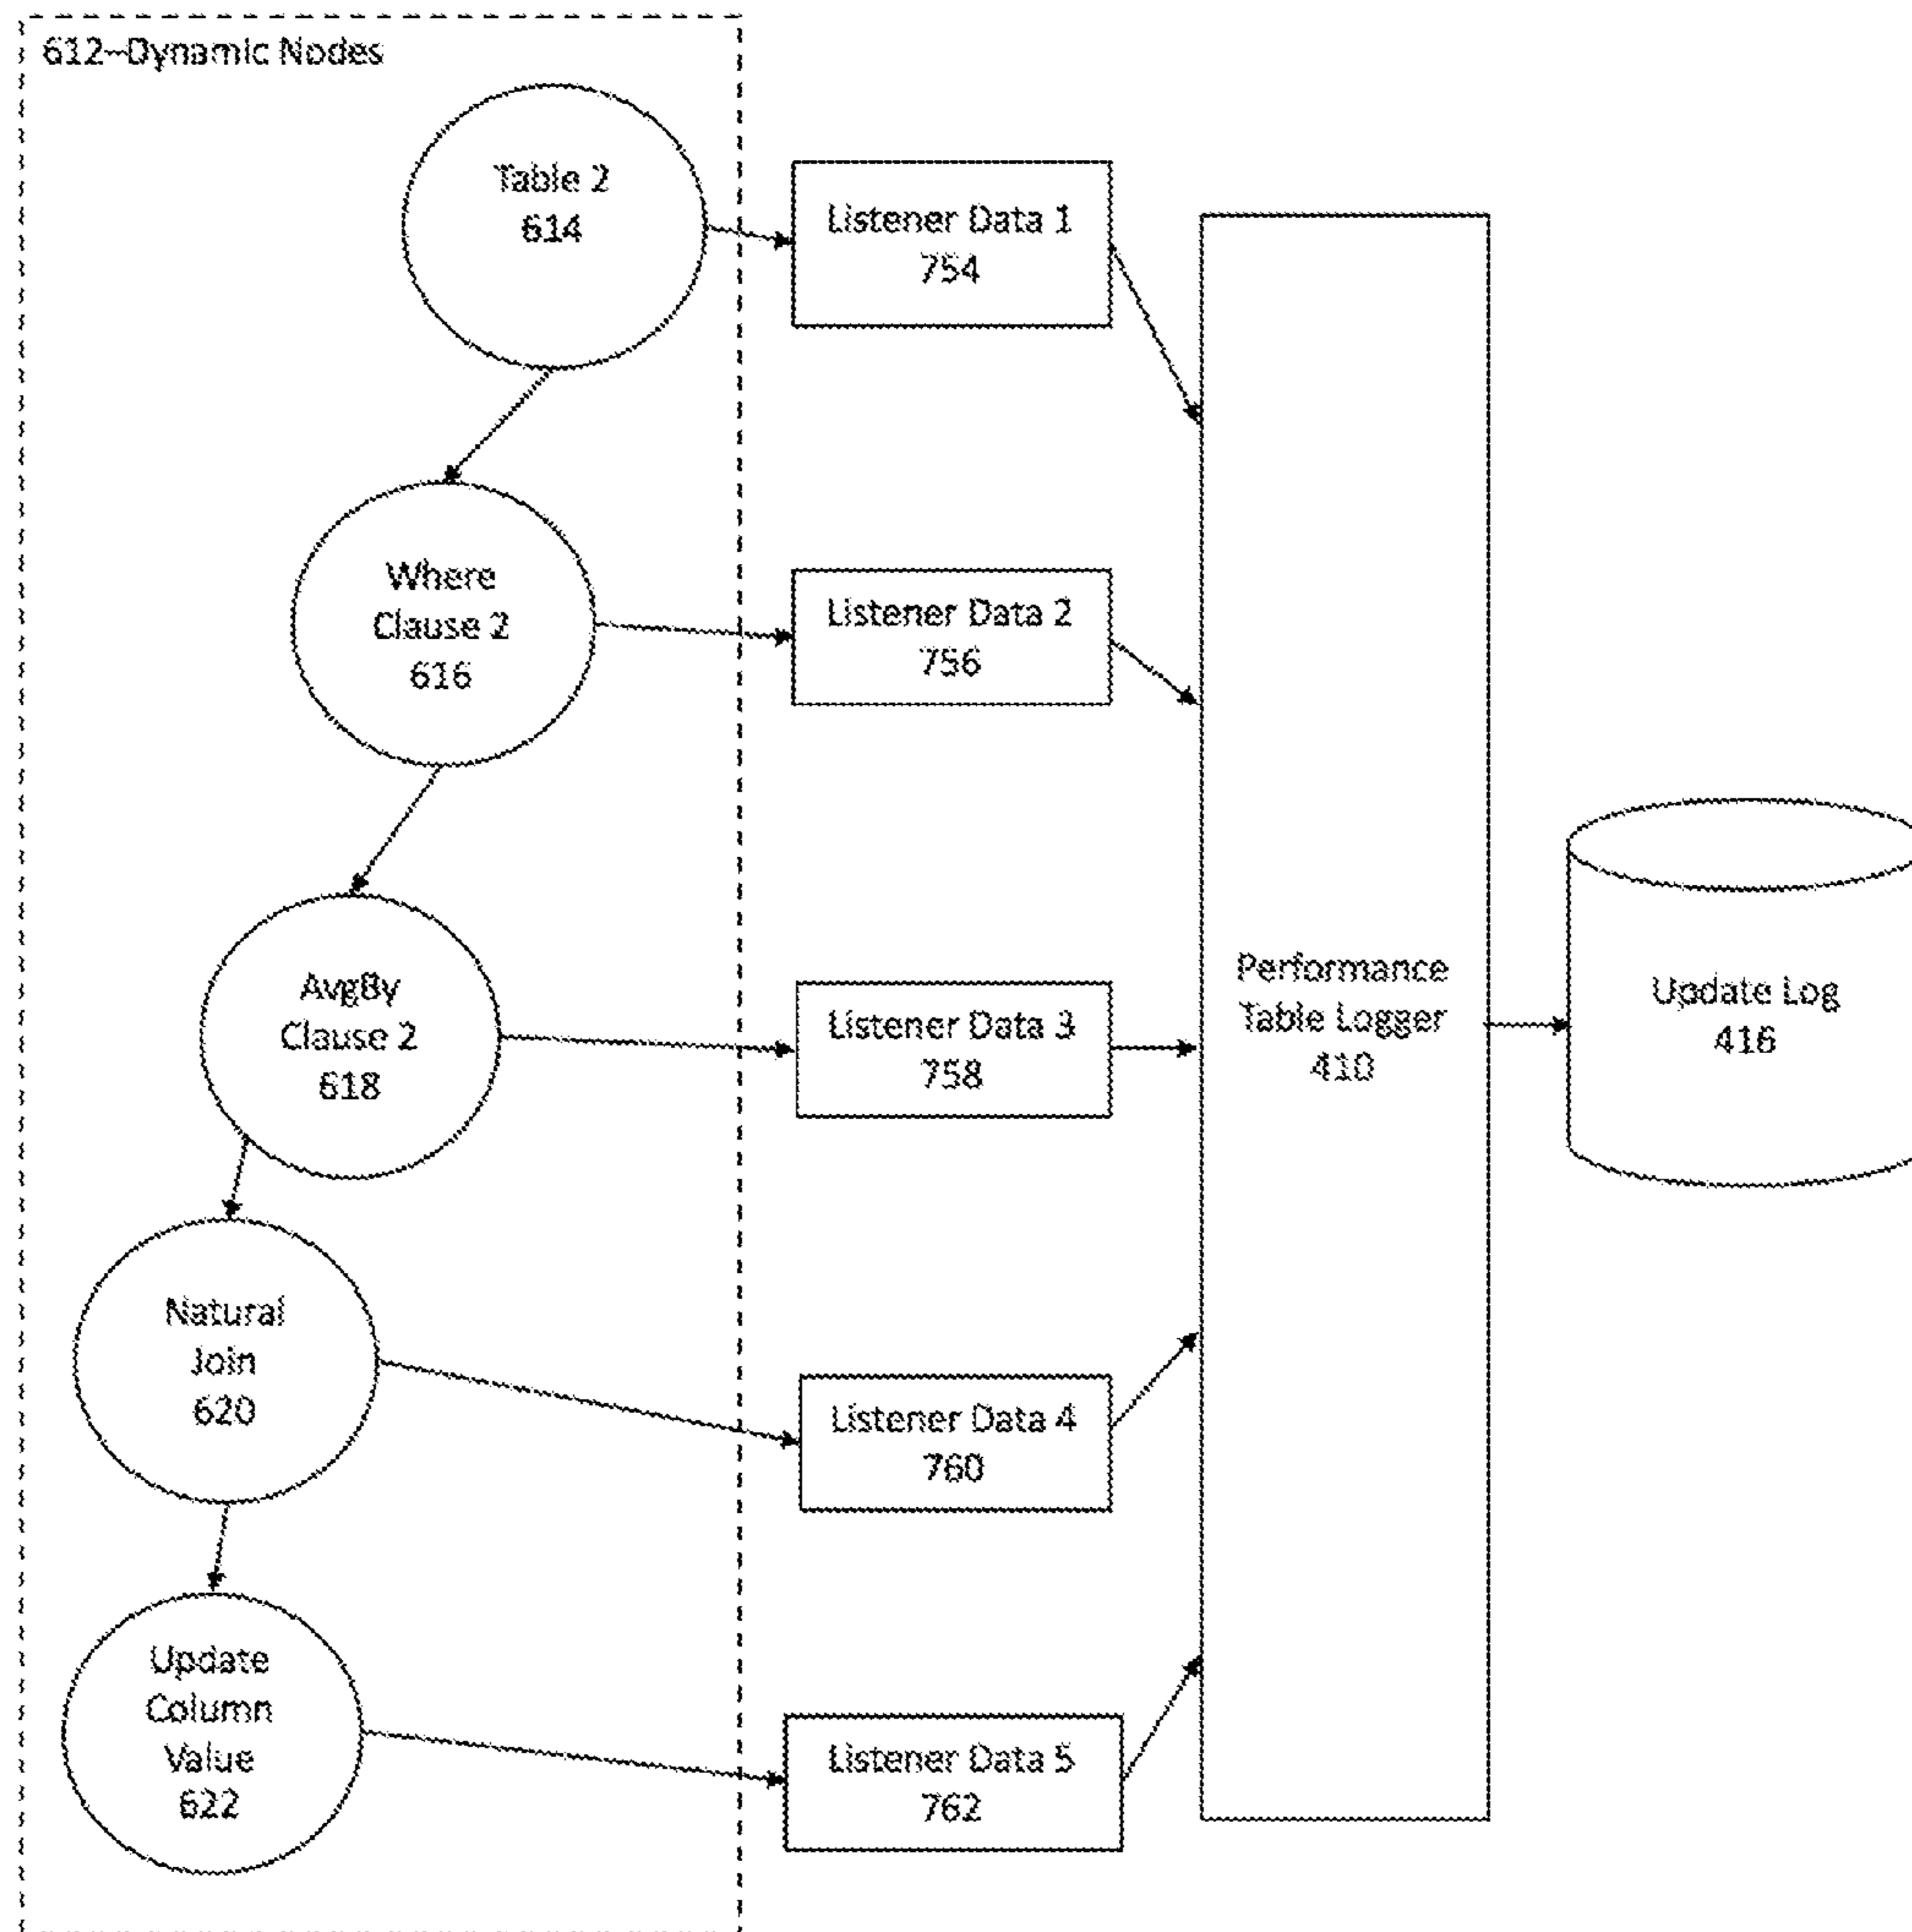 612--Dynamic Nodes
Table 2
614
Listener Data 1
754
Where
Clause 2
616
Listener Data 2
756
AvgBy
Clause 2
618
Listener Data 3
758
Performance
Table Logger
410
Update Log
416
Natural
Join
620
Listener Data 4
760
Update
Column
Value
622
Listener Data 5
762